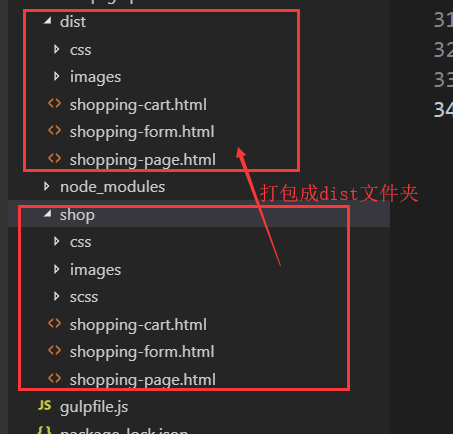 dist
css
images
shopping-cart.html
shopping-form.html
shopping-page.html
node_modules
打包成dist文件夹
shop
css
images
scss
shopping-cart.html
shopping-form.html
shopping-page.html
JS gulpfile.js
package-lock.json
31
32
33
34